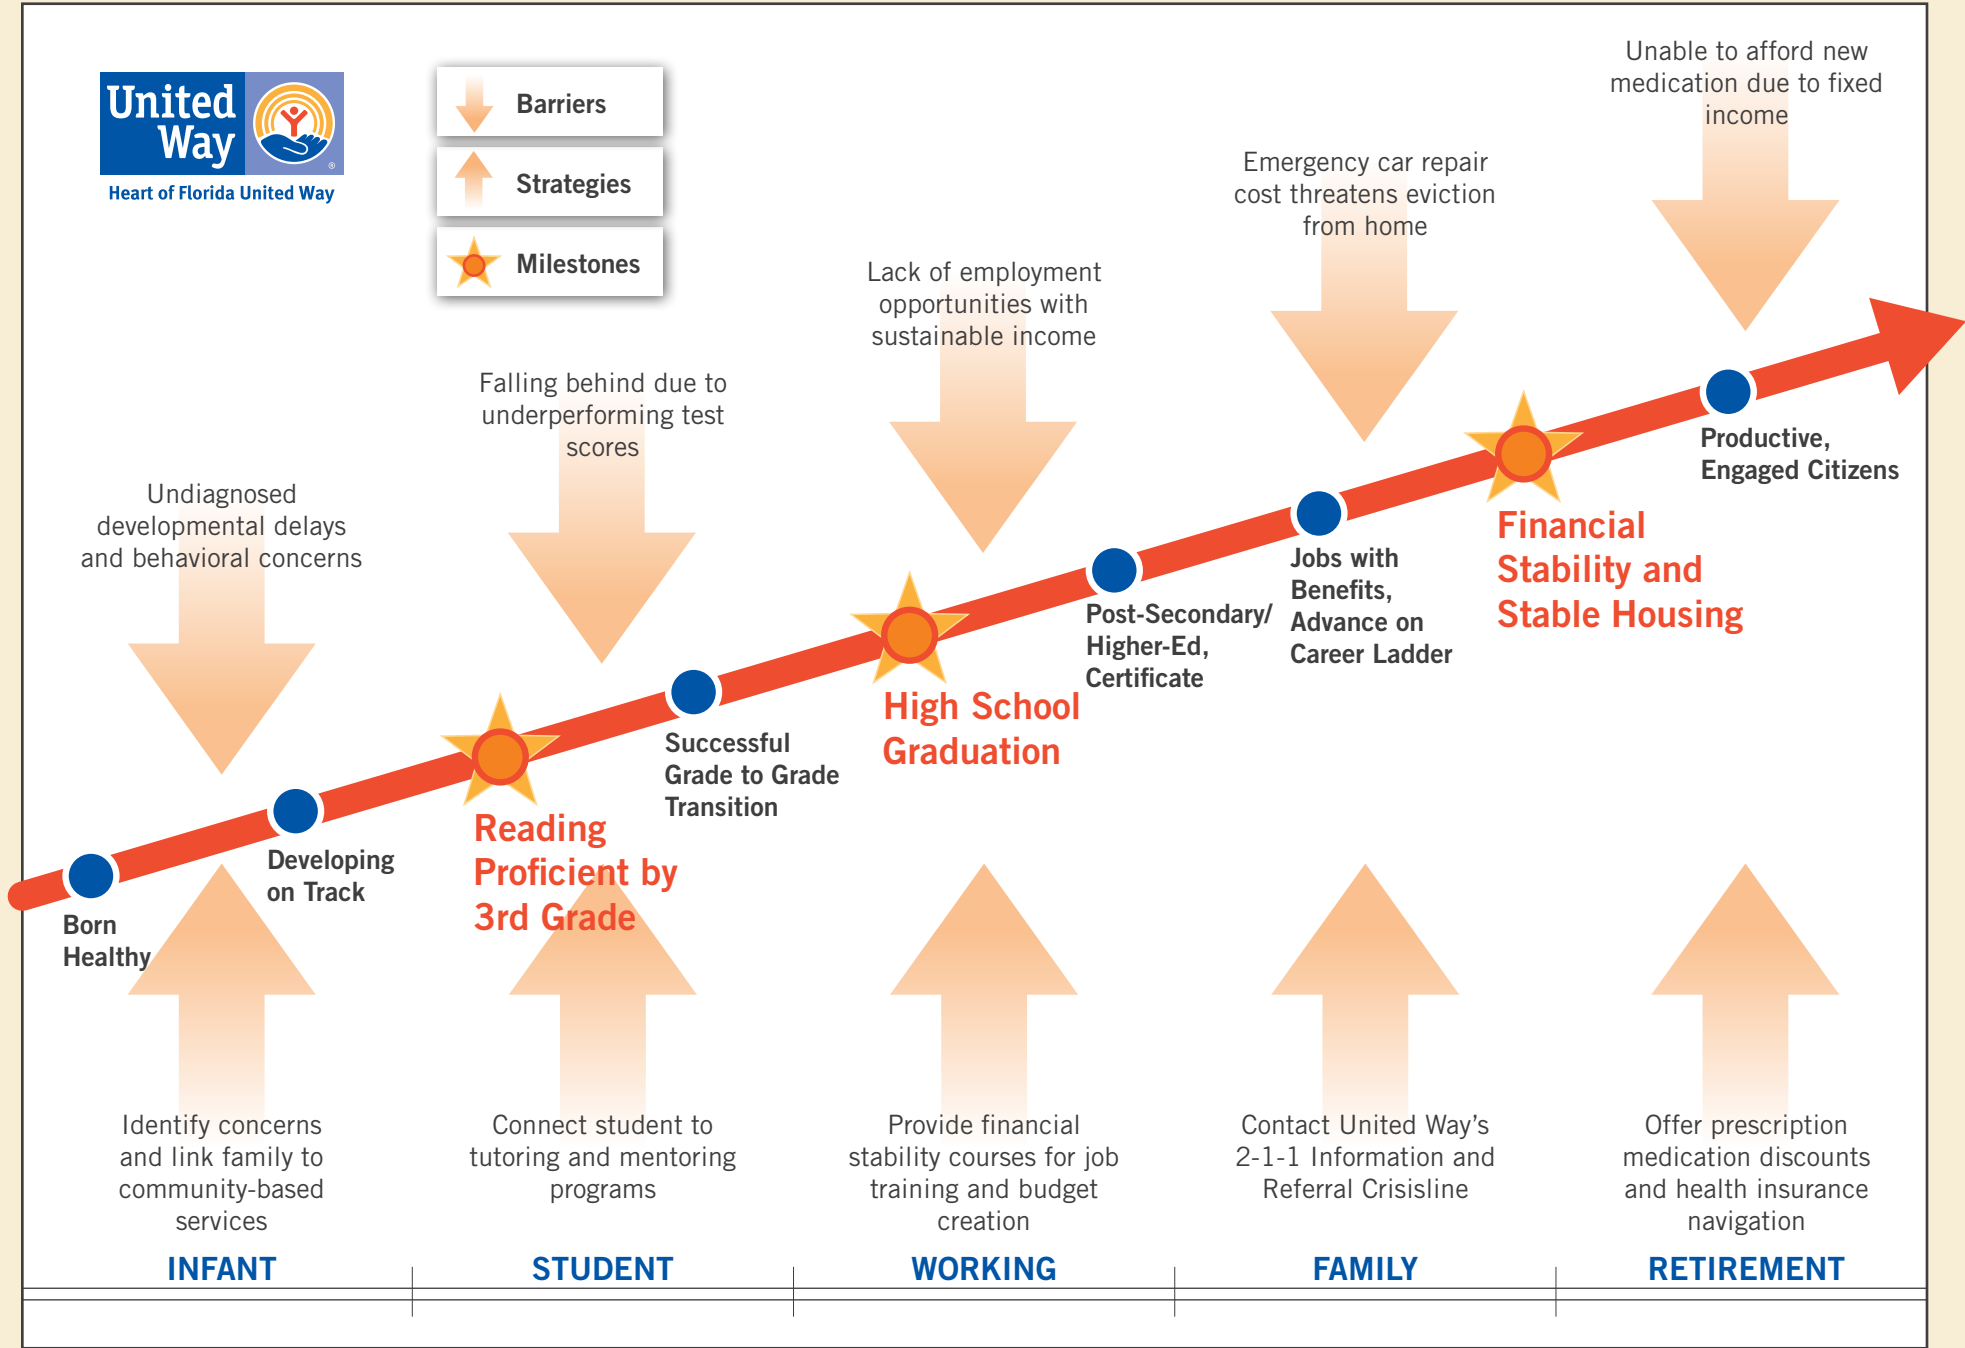 United
Way
®
Heart of Florida United Way
Barriers
Strategies
Milestones
Undiagnosed
developmental delays
and behavioral concerns
Falling behind due to
underperforming test
scores
Lack of employment
opportunities with
sustainable income
Emergency car repair
cost threatens eviction
from home
Unable to afford new
medication due to fixed
income
Born
Healthy
Developing
on Track
Reading
Proficient by
3rd Grade
Successful
Grade to Grade
Transition
High School
Graduation
Post-Secondary/
Higher-Ed,
Certificate
Jobs with
Benefits,
Advance on
Career Ladder
Financial
Stability and
Stable Housing
Productive,
Engaged Citizens
Identify concerns
and link family to
community-based
services
Connect student to
tutoring and mentoring
programs
Provide financial
stability courses for job
training and budget
creation
Contact United Way’s
2-1-1 Information and
Referral Crisisline
Offer prescription
medication discounts
and health insurance
navigation
INFANT
STUDENT
WORKING
FAMILY
RETIREMENT